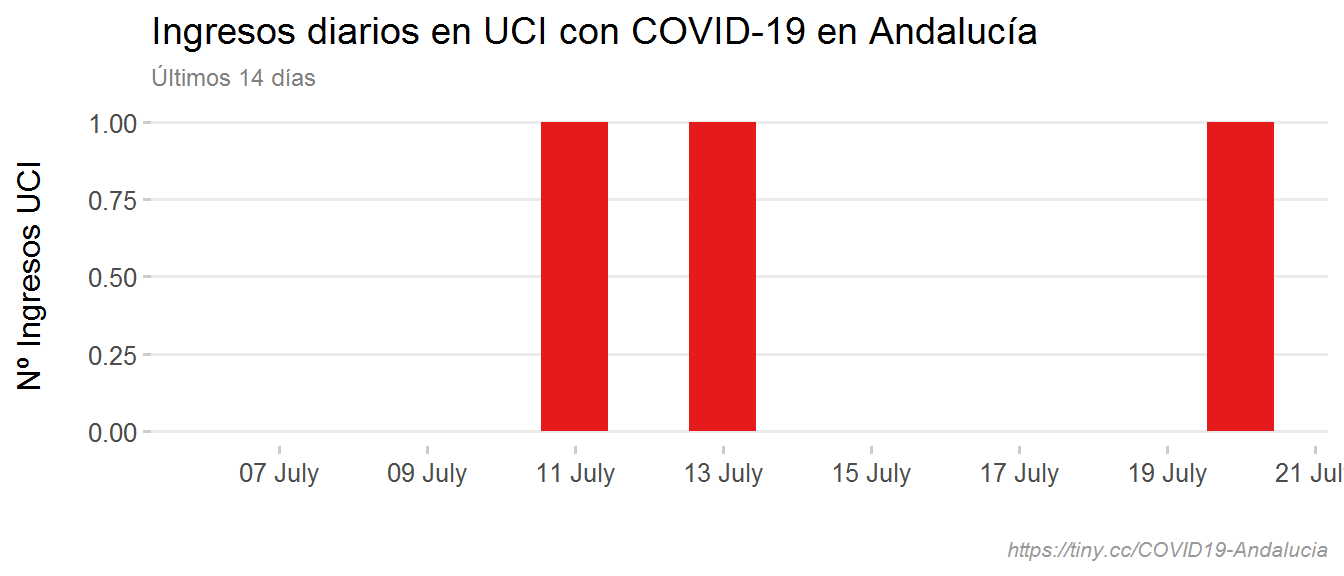 Ingresos diarios en UCI con COVID-19 en Andalucía
Últimos 14 días
Nº Ingresos UCI
1.00
0.75
0.50
0.25
0.00
07 July 09 July 11 July 13 July 15 July 17 July 19 July 21 Jul
https://tiny.cc/COVID19-Andalucia